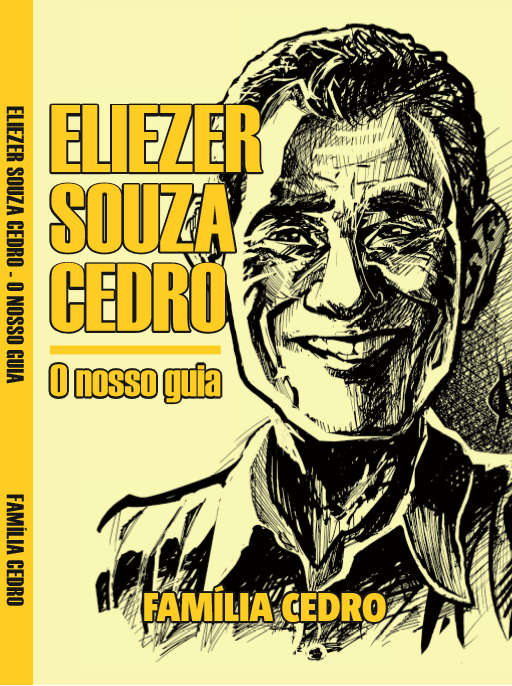 ELIEZER SOUZA CEDRO - O NOSSO GUIA
FAMÍLIA CEDRO
ELIEZER
SOUZA
CEDRO
O nosso guia
FAMÍLIA CEDRO